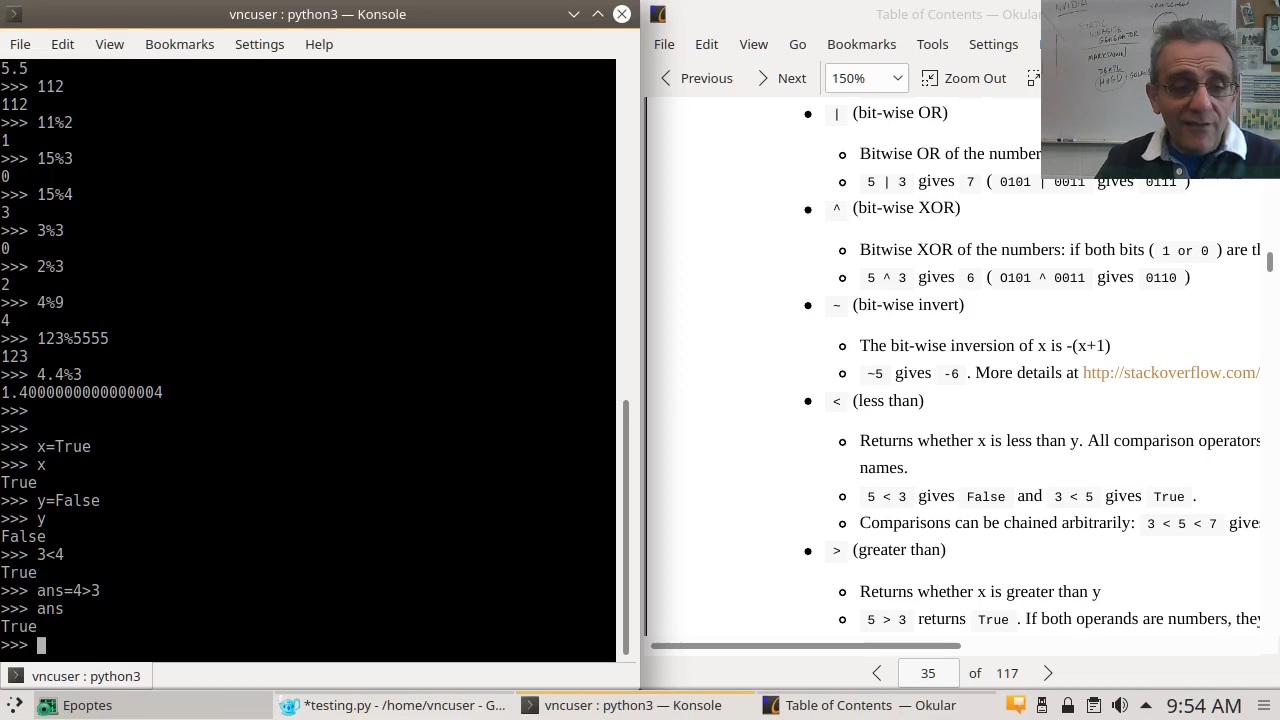 vncuser : python3 — Konsole
File Edit View Bookmarks Settings Help
5.5
>>> 112
112
>>> 11%2
1
>>> 15%3
0
>>> 15%4
3
>>> 3%3
0
>>> 2%3
2
>>> 4%9
4
>>> 123%5555
123
>>> 4.4%3
1.4000000000000004
>>>
>>>
>>> x=True
>>> x
True
>>> y=False
>>> y
False
>>> 3<4
True
>>> ans=4>3
>>> ans
True
>>>
vncuser : python3
Table of Contents — Okular
File Edit View Go Bookmarks Tools Settings
Previous Next 150% Zoom Out
NVIDIA
STATIC
WEBSITE
GENERATOR
MARKDOWN
| (bit-wise OR)
Bitwise OR of the number
5 | 3 gives 7 ( 0101 | 0011 gives 0111 )
^ (bit-wise XOR)
Bitwise XOR of the numbers: if both bits ( 1 or 0 ) are th
5 ^ 3 gives 6 ( O101 ^ 0011 gives 0110 )
~ (bit-wise invert)
The bit-wise inversion of x is -(x+1)
~5 gives -6 . More details at http://stackoverflow.com/
< (less than)
Returns whether x is less than y. All comparison operators
names.
5 < 3 gives False and 3 < 5 gives True .
Comparisons can be chained arbitrarily: 3 < 5 < 7 give
> (greater than)
Returns whether x is greater than y
5 > 3 returns True . If both operands are numbers, they
35 of 117
Epoptes
*testing.py - /home/vncuser - G...
vncuser : python3 — Konsole
Table of Contents — Okular
9:54 AM